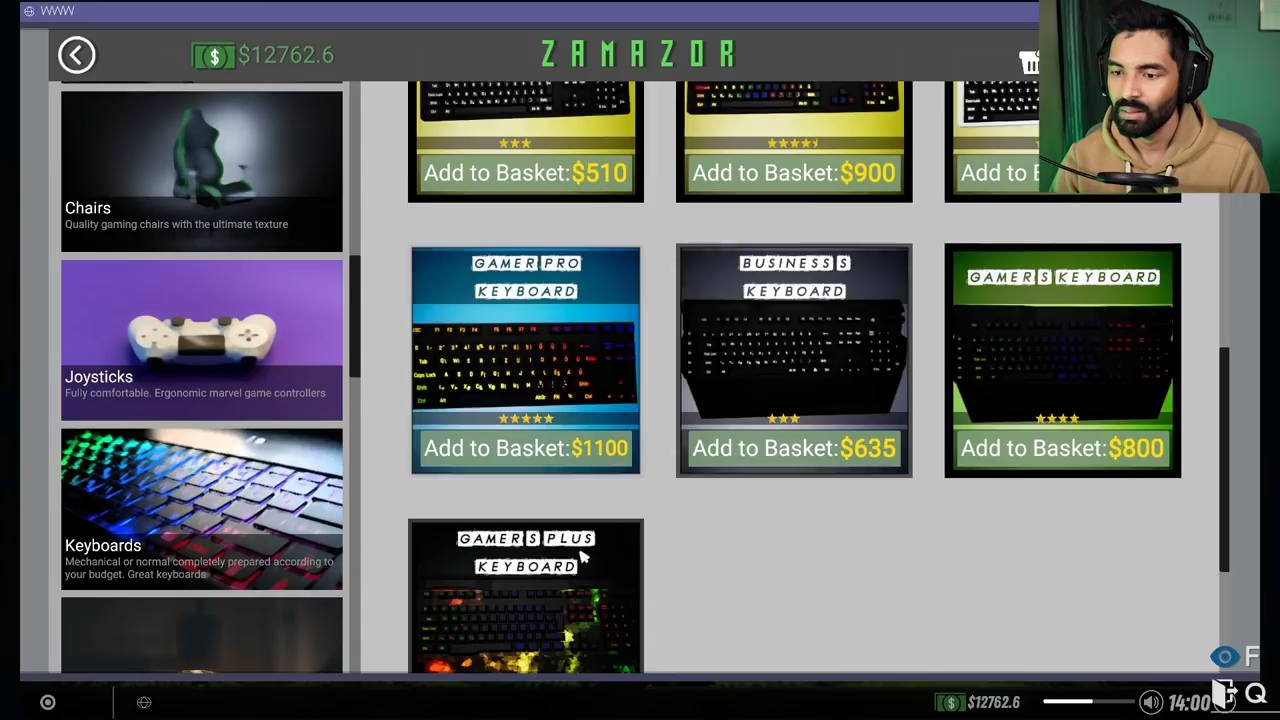 WWW
$12762.6
ZAMAZOR
Chairs
Quality gaming chairs with the ultimate texture
Joysticks
Fully comfortable. Ergonomic marvel game controllers
Keyboards
Mechanical or normal completely prepared according to
your budget. Great keyboards
Add to Basket:$510
Add to Basket:$900
Add to B
GAMER PRO
KEYBOARD
Add to Basket:$1100
BUSINESS S
KEYBOARD
Add to Basket:$635
GAMER S KEYBOARD
Add to Basket:$800
GAMER S PLUS
KEYBOARD
F
$12762.6
14:00
Q